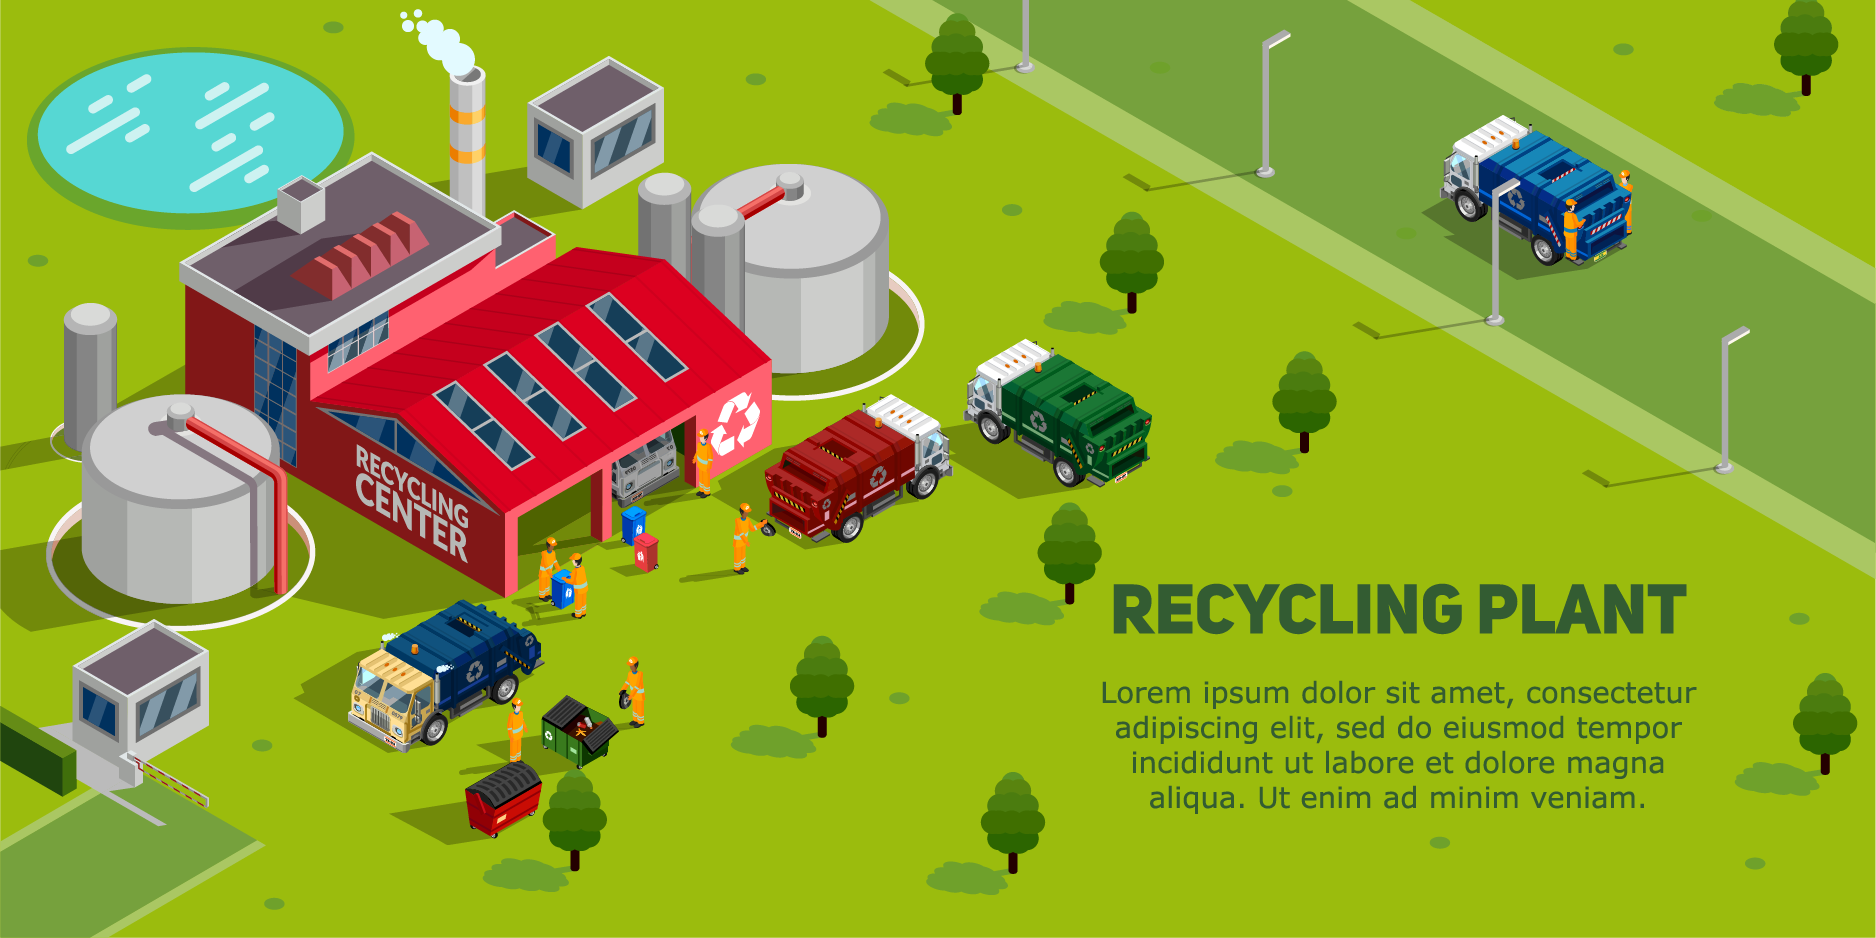 RECYCLING
CENTER
RECYCLING PLANT
Lorem ipsum dolor sit amet, consectetur
adipiscing elit, sed do eiusmod tempor
incididunt ut labore et dolore magna
aliqua. Ut enim ad minim veniam.